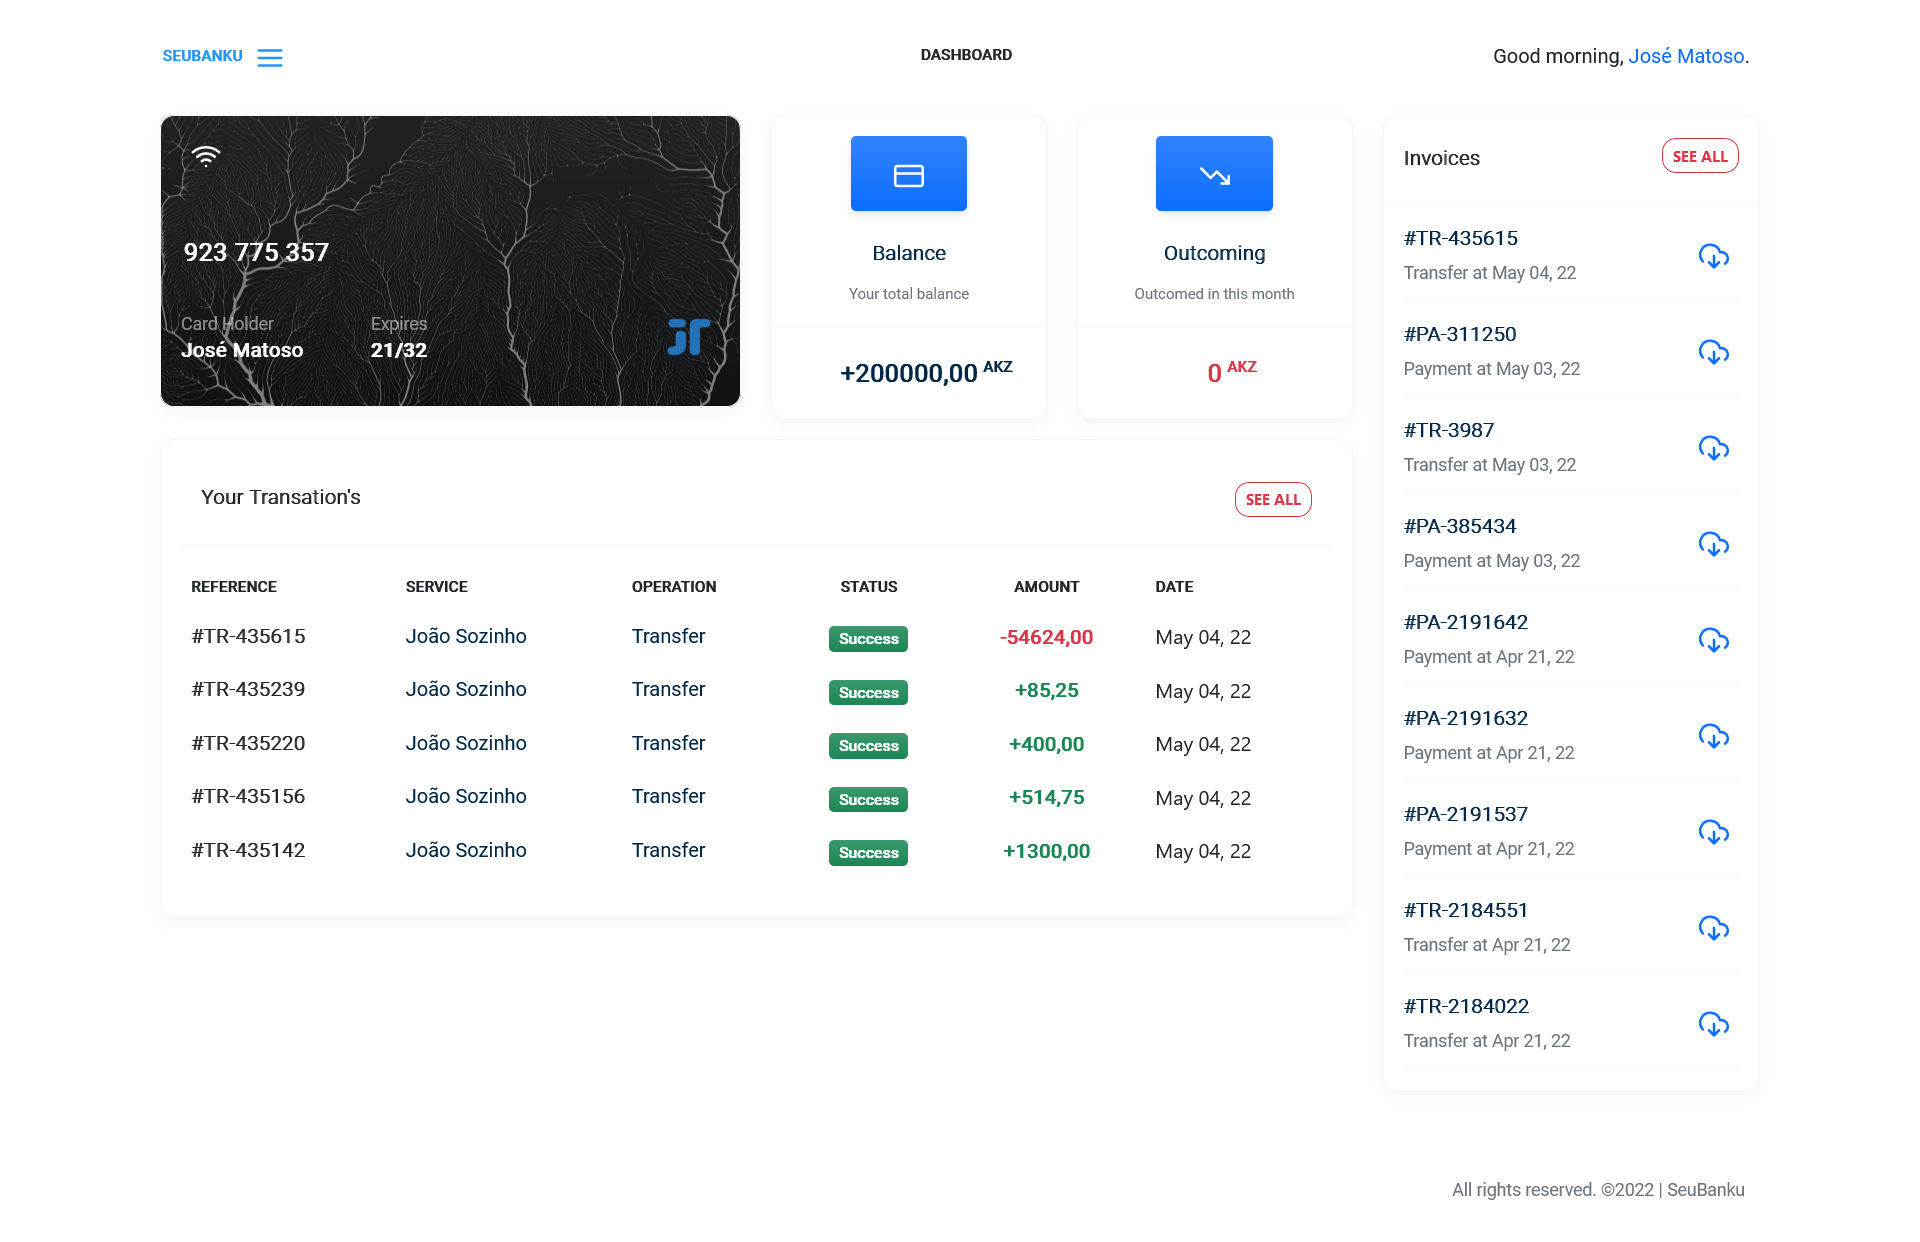 SEUBANKU
DASHBOARD
Good morning, José Matoso.
923 775 357
Card Holder
José Matoso
Expires
21/32
Balance
Your total balance
+200000,00 AKZ
Outcoming
Outcomed in this month
0 AKZ
Your Transation's
SEE ALL
REFERENCE SERVICE OPERATION STATUS AMOUNT DATE
#TR-435615 João Sozinho Transfer Success -54624,00 May 04, 22
#TR-435239 João Sozinho Transfer Success +85,25 May 04, 22
#TR-435220 João Sozinho Transfer Success +400,00 May 04, 22
#TR-435156 João Sozinho Transfer Success +514,75 May 04, 22
#TR-435142 João Sozinho Transfer Success +1300,00 May 04, 22
Invoices
SEE ALL
#TR-435615
Transfer at May 04, 22
#PA-311250
Payment at May 03, 22
#TR-3987
Transfer at May 03, 22
#PA-385434
Payment at May 03, 22
#PA-2191642
Payment at Apr 21, 22
#PA-2191632
Payment at Apr 21, 22
#PA-2191537
Payment at Apr 21, 22
#TR-2184551
Transfer at Apr 21, 22
#TR-2184022
Transfer at Apr 21, 22
All rights reserved. ©2022 | SeuBanku